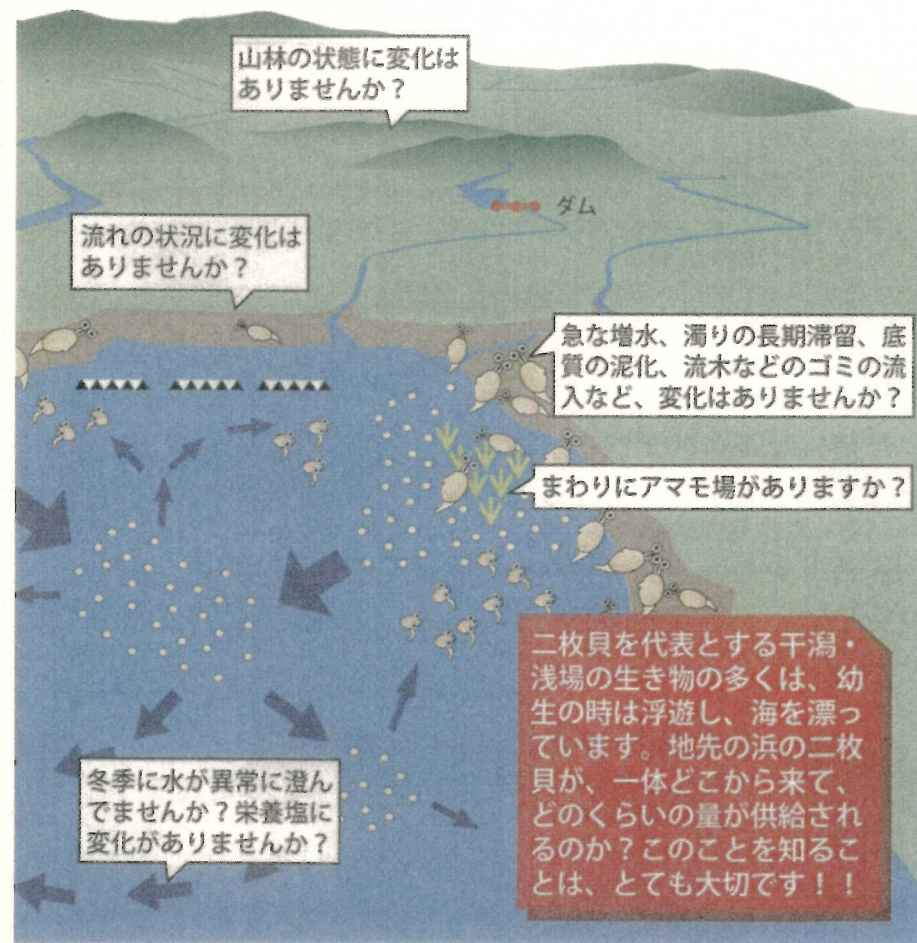 山林の状態に変化は
ありませんか？
ダム
流れの状況に変化は
ありませんか？
急な増水、濁りの長期滞留、底
質の泥化、流木などのゴミの流
入など、変化はありませんか？
まわりにアマモ場がありますか？
二枚貝を代表とする干潟・
浅場の生き物の多くは、幼
生の時は浮遊し、海を漂っ
ています。地先の浜の二枚
貝が、一体どこから来て、
どのくらいの量が供給され
るのか？このことを知るこ
とは、とても大切です！！
冬季に水が異常に澄ん
でませんか？栄養塩に
変化がありませんか？